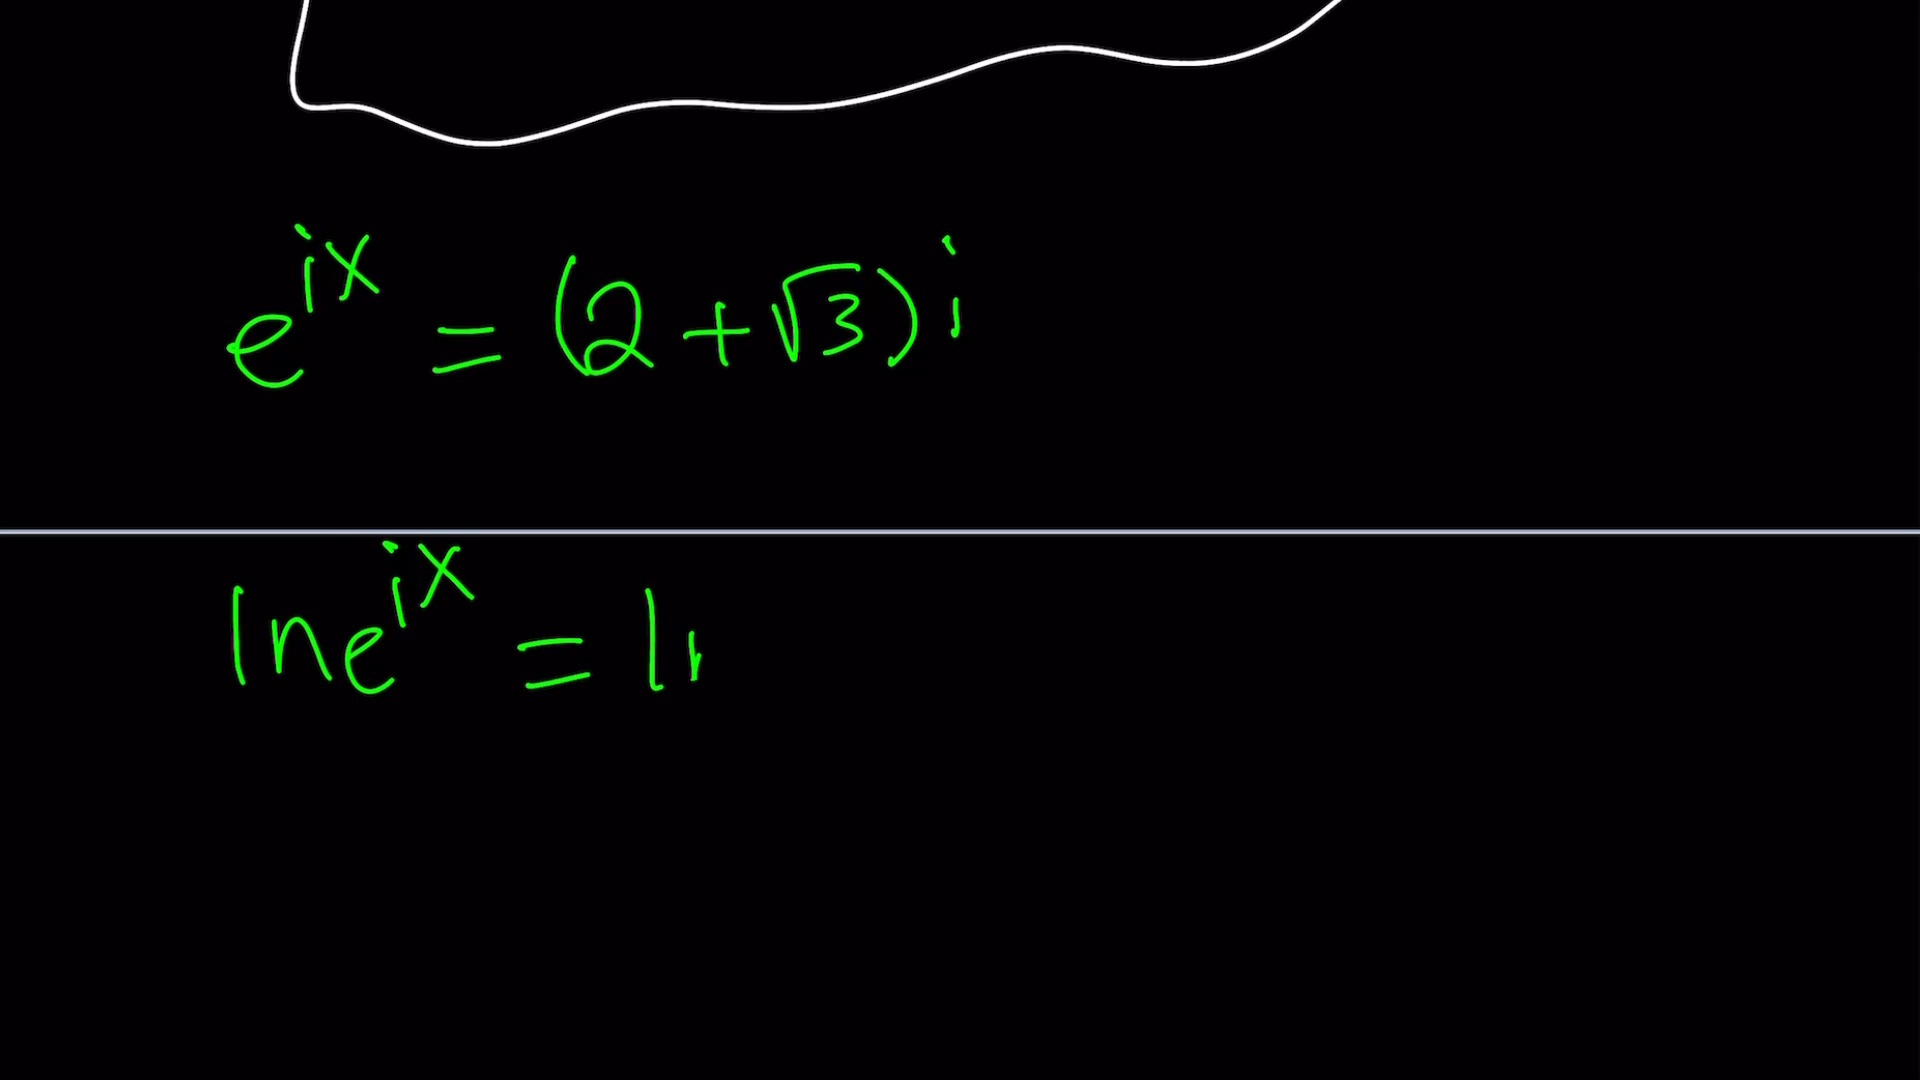 e^{ix} = (2+√3)i
ln e^{ix} = l